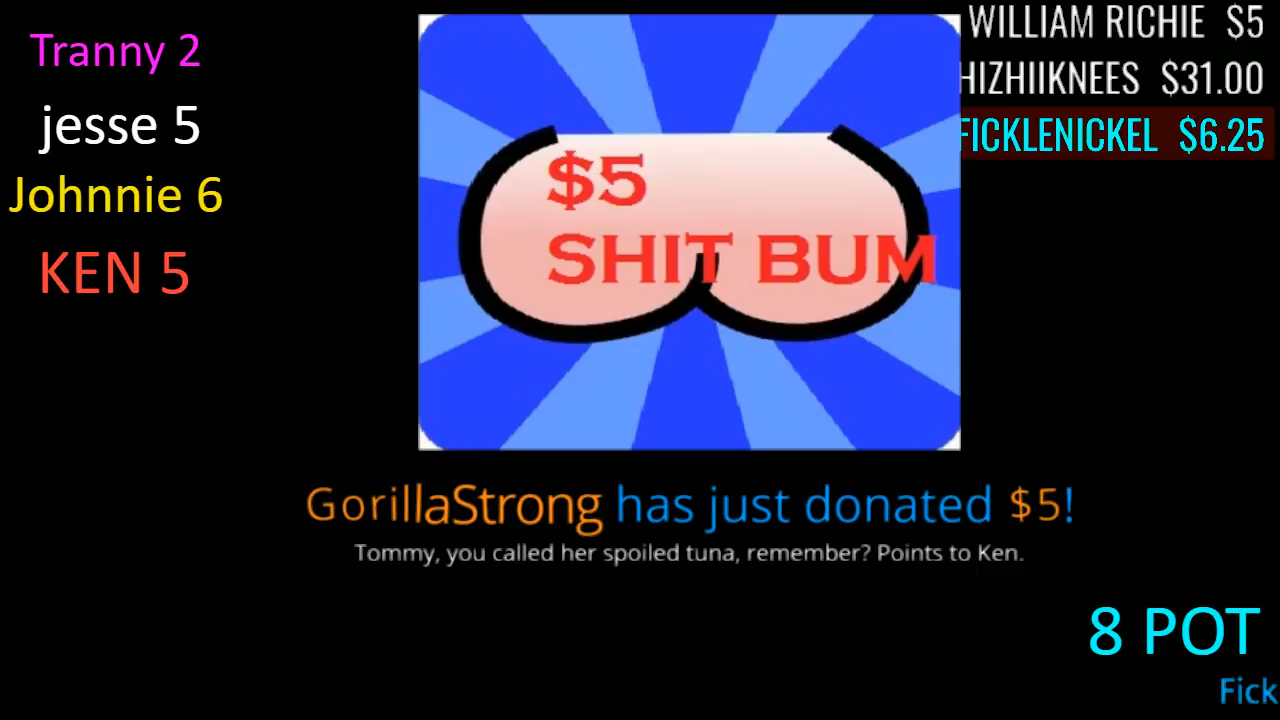 Tranny 2
jesse 5
Johnnie 6
KEN 5
$5
SHIT BUM
WILLIAM RICHIE $5
HIZHIIKNEES $31.00
FICKLENICKEL $6.25
GorillaStrong has just donated $5!
Tommy, you called her spoiled tuna, remember? Points to Ken.
8 POT
Fick